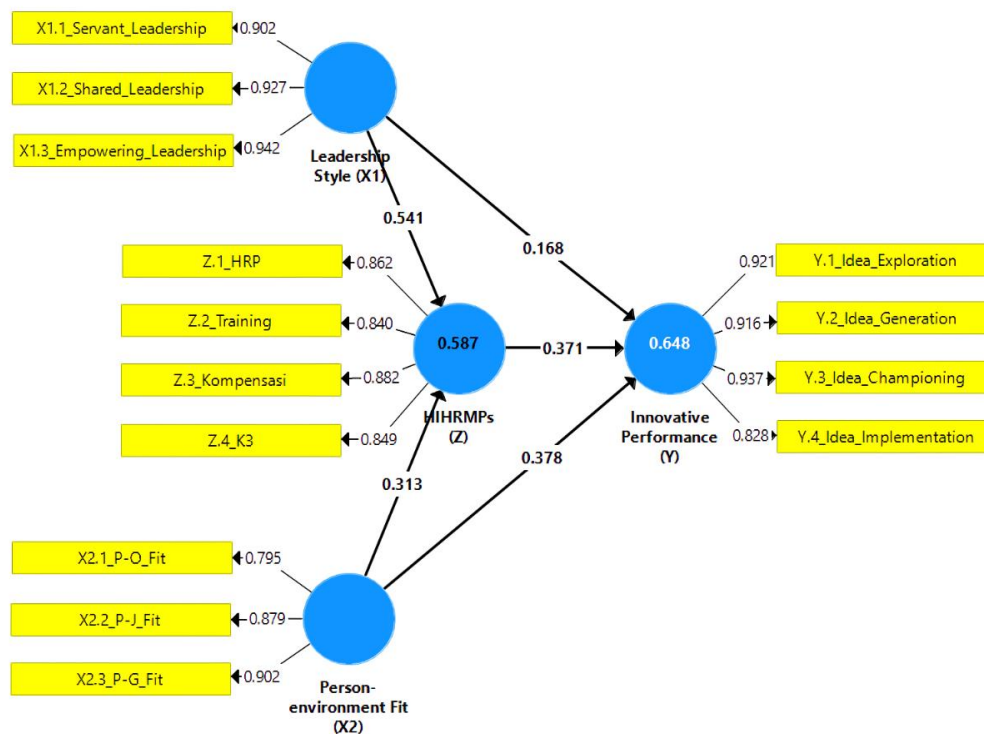 X1.1_Servant_Leadership
0.902
X1.2_Shared_Leadership
0.927
X1.3_Empowering_Leadership
0.942
Leadership
Style (X1)
0.541
0.168
Z.1_HRP
0.862
Z.2_Training
0.840
Z.3_Kompensasi
0.882
Z.4_K3
0.849
0.587
HIHRMPs
(Z)
0.371
0.648
Innovative
Performance
(Y)
0.921
Y.1_Idea_Exploration
0.916
Y.2_Idea_Generation
0.937
Y.3_Idea_Championing
0.828
Y.4_Idea_Implementation
0.313
0.378
X2.1_P-O_Fit
0.795
X2.2_P-J_Fit
0.879
X2.3_P-G_Fit
0.902
Person-
environment Fit
(X2)